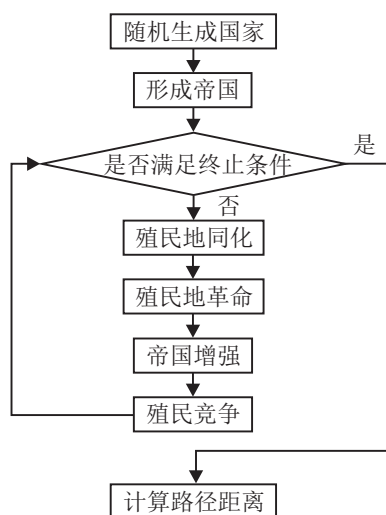 随机生成国家
形成帝国
是否满足终止条件
是
否
殖民地同化
殖民地革命
帝国增强
殖民竞争
计算路径距离